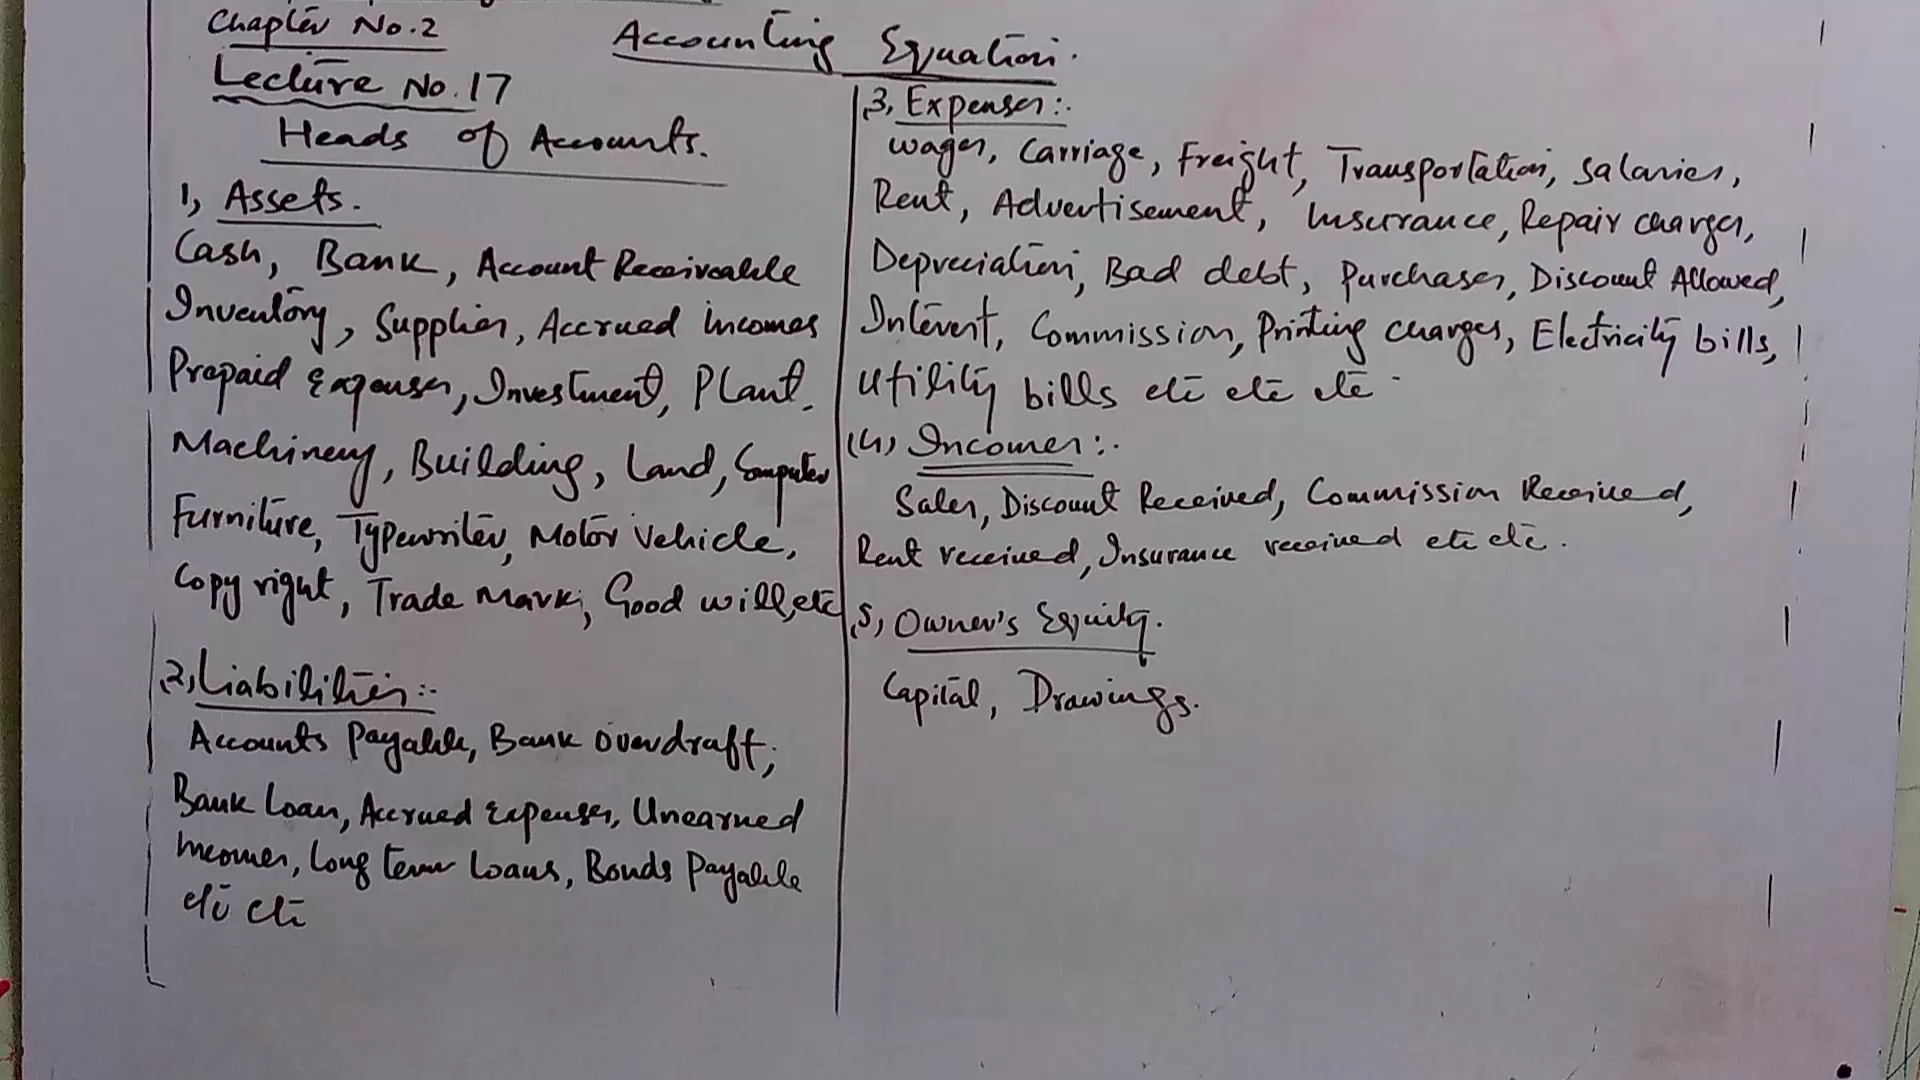 Chapter No.2
Accounting Equation.
Lecture No.17
Heads of Accounts.
1, Assets.
Cash, Bank, Account Receiveable
Inventory, Supplies, Accrued incomes
Prepaid Expenses, Investment, Plant.
Machinery, Building, Land, Computer
Furniture, Typewriter, Motor Vehicle,
Copy right, Trade Mark, Good will, etc
2, Liabilities:-
Accounts Payable, Bank overdraft,
Bank Loan, Accrued Expenses, Unearned
Incomes, Long term Loans, Bonds Payable
etc etc
3, Expenses:-
Wages, Carriage, Freight, Transportation, Salaries,
Rent, Advertisement, Insurance, Repair charges,
Depreciation, Bad debt, Purchases, Discount Allowed,
Interest, Commission, Printing charges, Electricity bills,
Utility bills etc etc etc
(4) Incomes:-
Sales, Discount Received, Commission Received,
Rent received, Insurance received etc etc.
5, Owner's Equity.
Capital, Drawings.